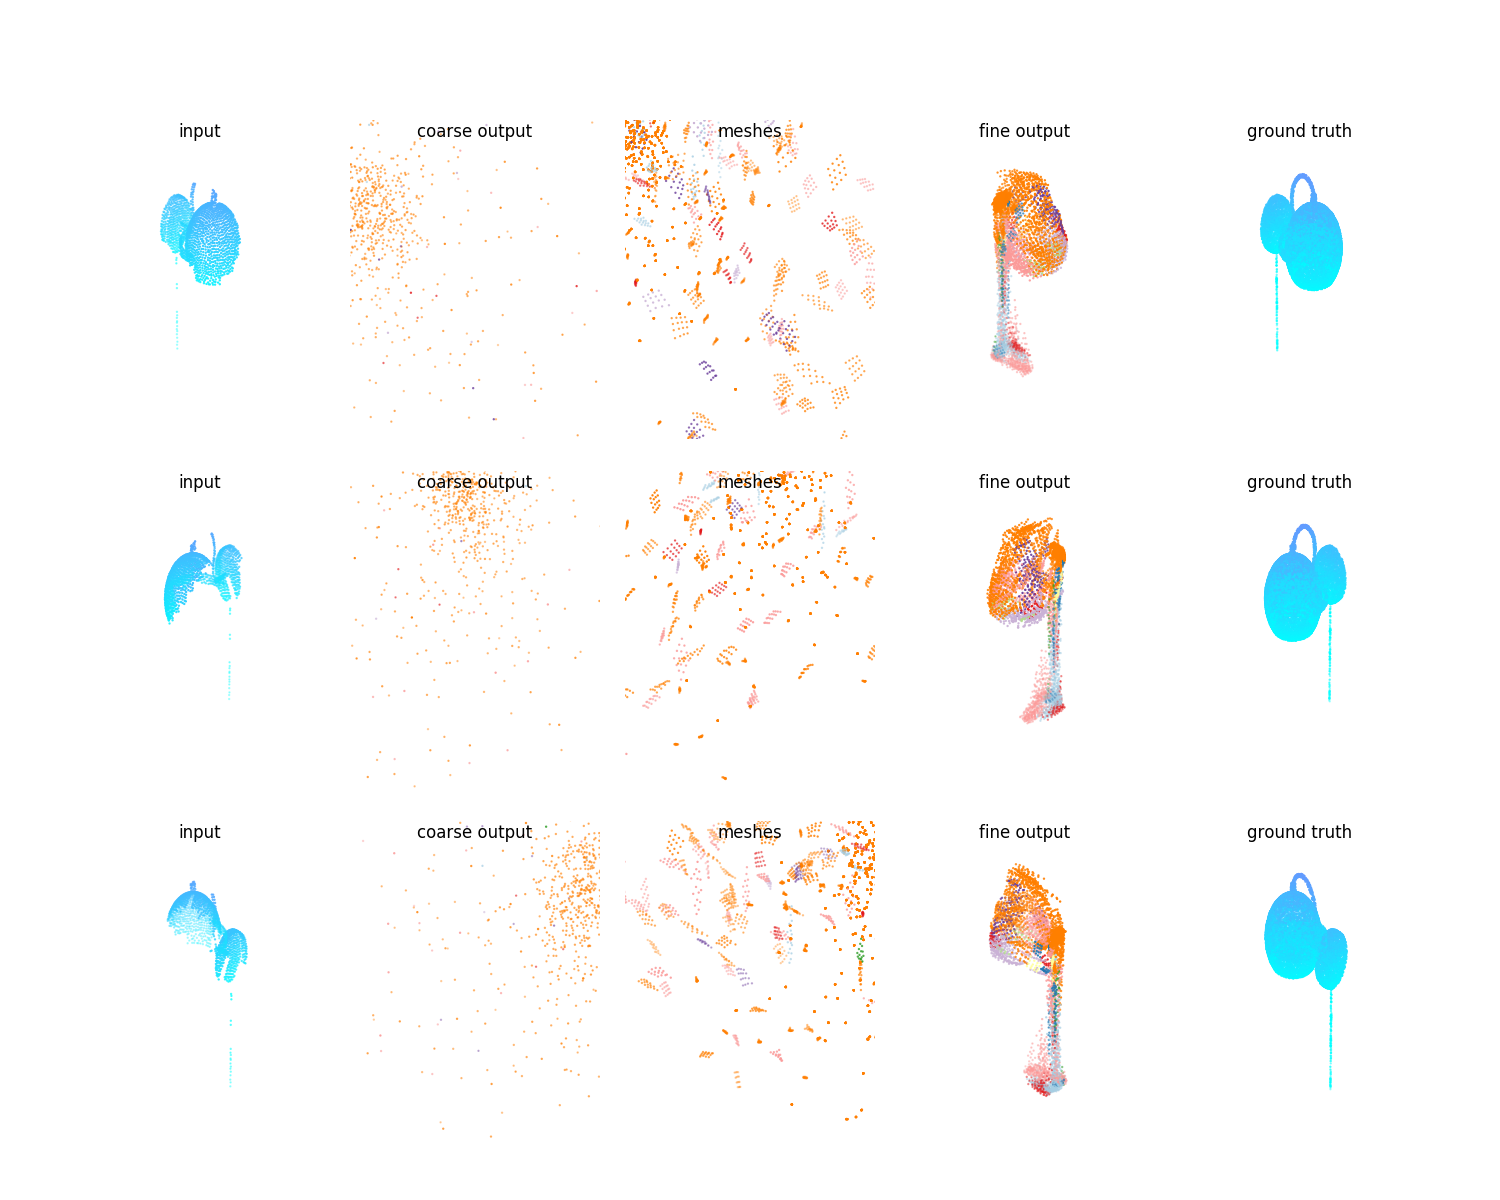 input
coarse output
meshes
fine output
ground truth
input
coarse output
meshes
fine output
ground truth
input
coarse output
meshes
fine output
ground truth